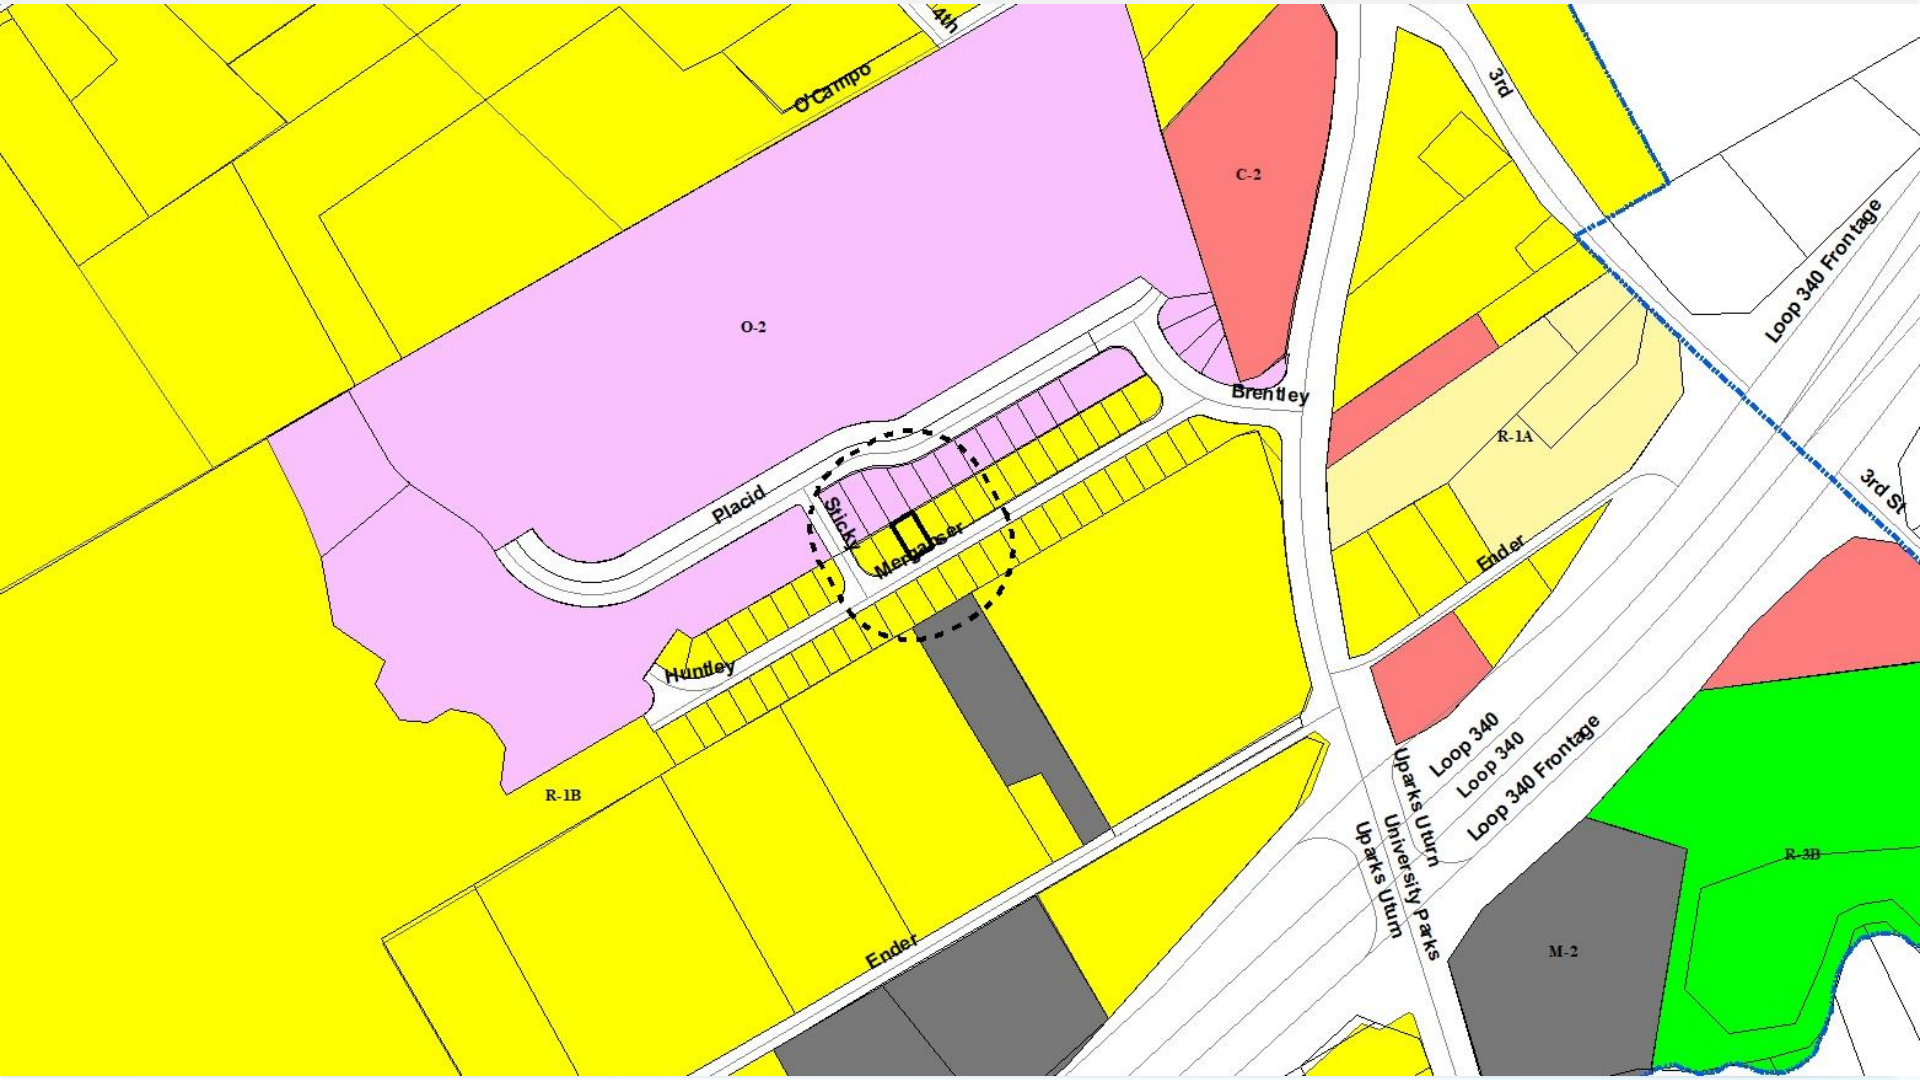 4th
O'Campo
3rd
C-2
Loop 340 Frontage
O-2
Brentley
R-1A
Placid
Sticky
Merganser
3rd St
Ender
Huntley
R-1B
Loop 340
Loop 340
Loop 340 Frontage
Uparks Uturn
University Parks
Uparks Uturn
R-3B
Ender
M-2